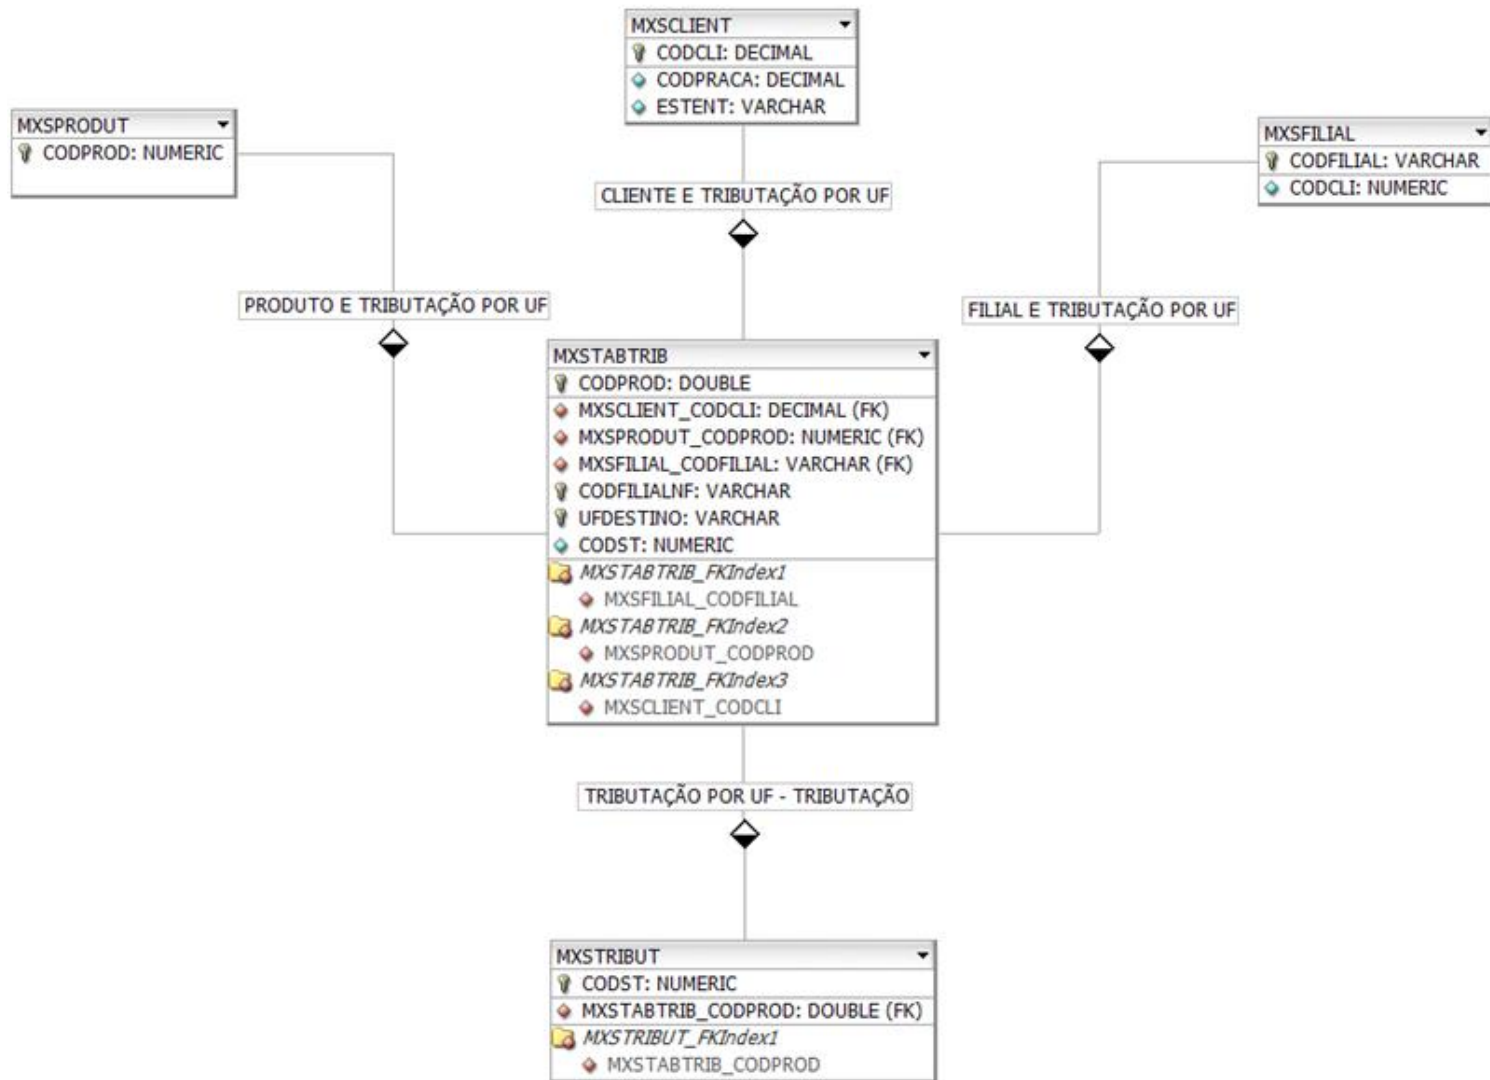 MXSCLIENT
CODCLI: DECIMAL
CODPRACA: DECIMAL
ESTENT: VARCHAR
MXSPRODUT
CODPROD: NUMERIC
MXSFILIAL
CODFILIAL: VARCHAR
CODCLI: NUMERIC
CLIENTE E TRIBUTAÇÃO POR UF
PRODUTO E TRIBUTAÇÃO POR UF
FILIAL E TRIBUTAÇÃO POR UF
MXSTABTRIB
CODPROD: DOUBLE
MXSCLIENT_CODCLI: DECIMAL (FK)
MXSPRODUT_CODPROD: NUMERIC (FK)
MXSFILIAL_CODFILIAL: VARCHAR (FK)
CODFILIALNF: VARCHAR
UFDESTINO: VARCHAR
CODST: NUMERIC
MXSTABTRIB_FKIndex1
MXSFILIAL_CODFILIAL
MXSTABTRIB_FKIndex2
MXSPRODUT_CODPROD
MXSTABTRIB_FKIndex3
MXSCLIENT_CODCLI
TRIBUTAÇÃO POR UF - TRIBUTAÇÃO
MXSTRIBUT
CODST: NUMERIC
MXSTABTRIB_CODPROD: DOUBLE (FK)
MXSTRIBUT_FKIndex1
MXSTABTRIB_CODPROD